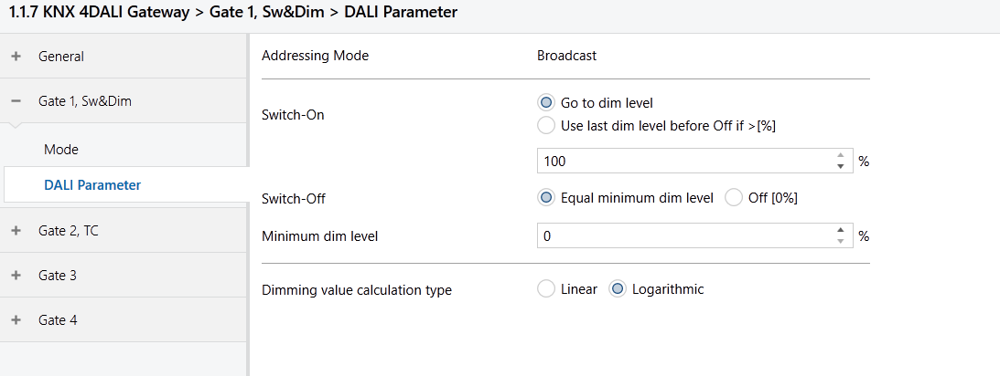 1.1.7 KNX 4DALI Gateway > Gate 1, Sw&Dim > DALI Parameter
+ General
− Gate 1, Sw&Dim
Mode
DALI Parameter
+ Gate 2, TC
+ Gate 3
+ Gate 4
Addressing Mode Broadcast
Switch-On Go to dim level
Use last dim level before Off if >[%]
100 %
Switch-Off Equal minimum dim level Off [0%]
Minimum dim level 0 %
Dimming value calculation type Linear Logarithmic